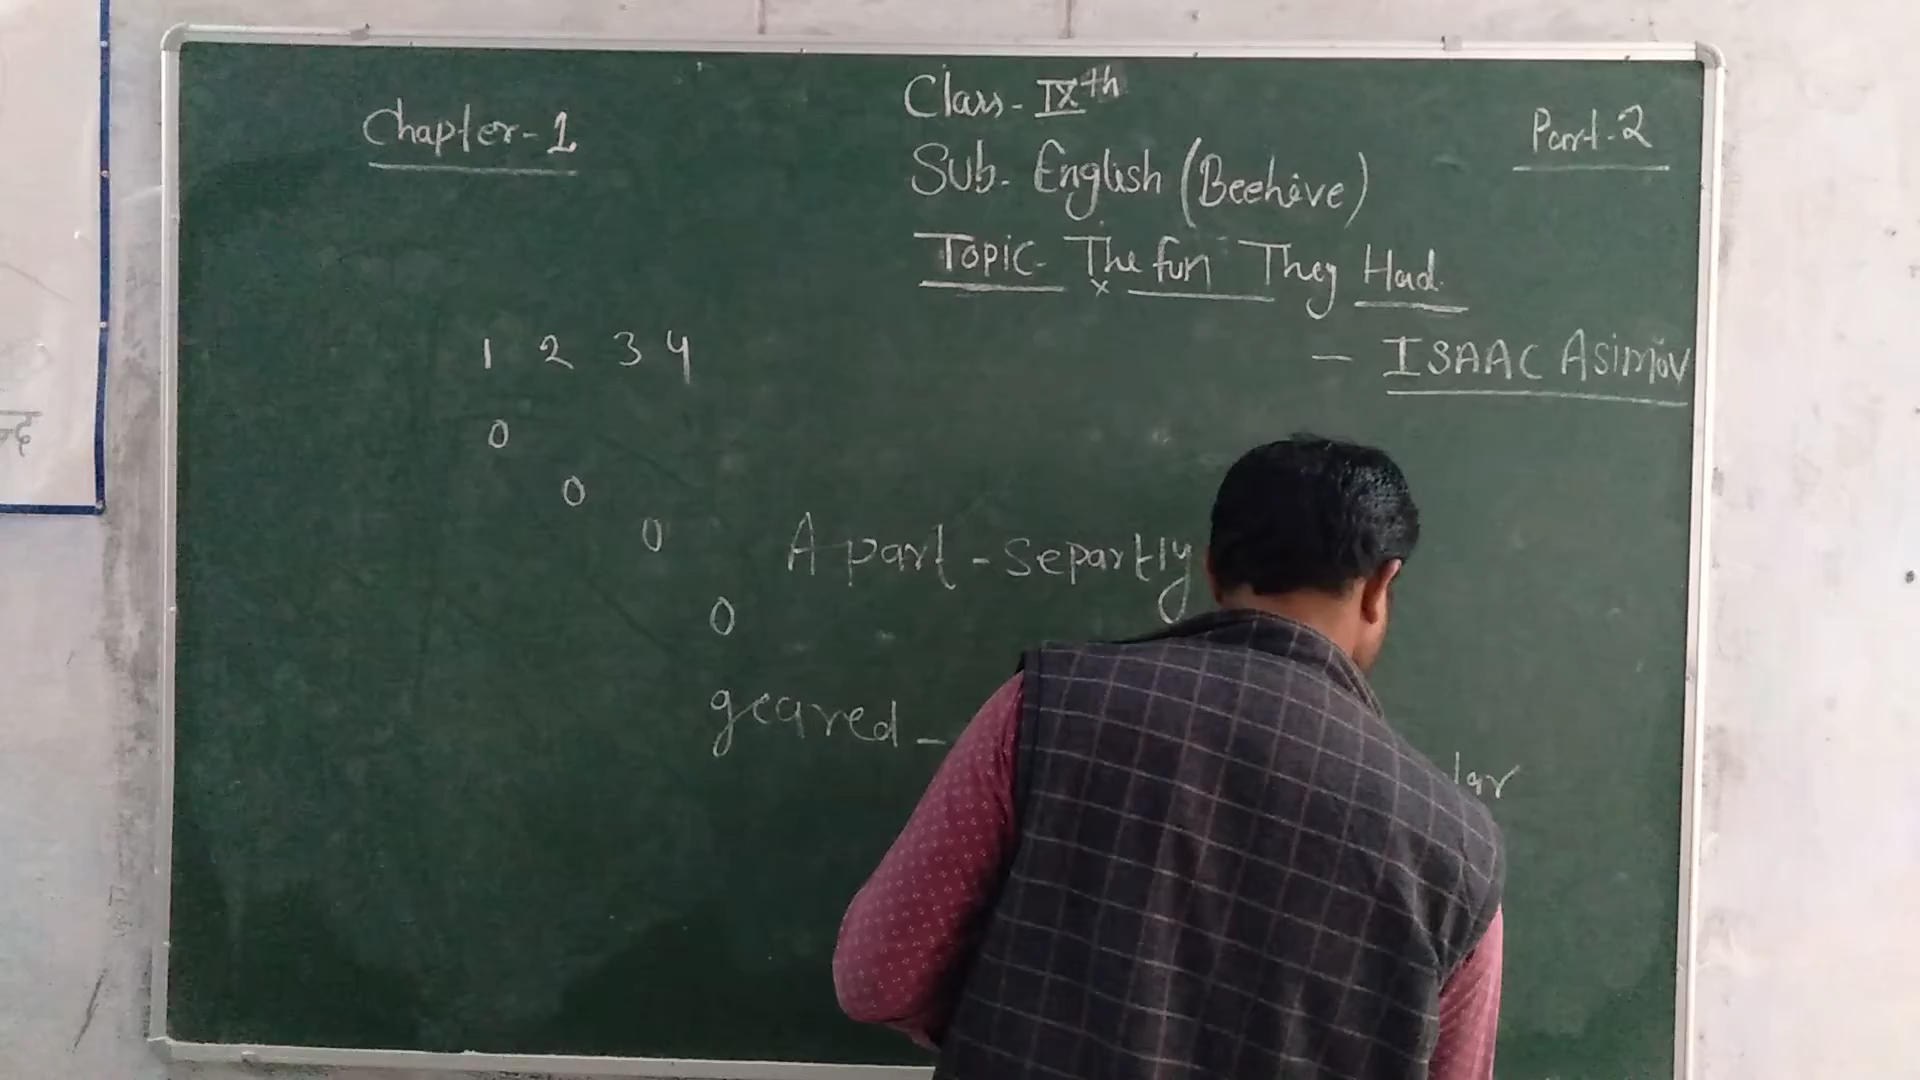 Chapter-1
Class- IXth
Part-2
Sub- English (Beehive)
Topic- The fun They Had
x
1 2 3 4
- ISAAC Asimov
0
0
0
A part - separtly
0
geared -
lar
न्द